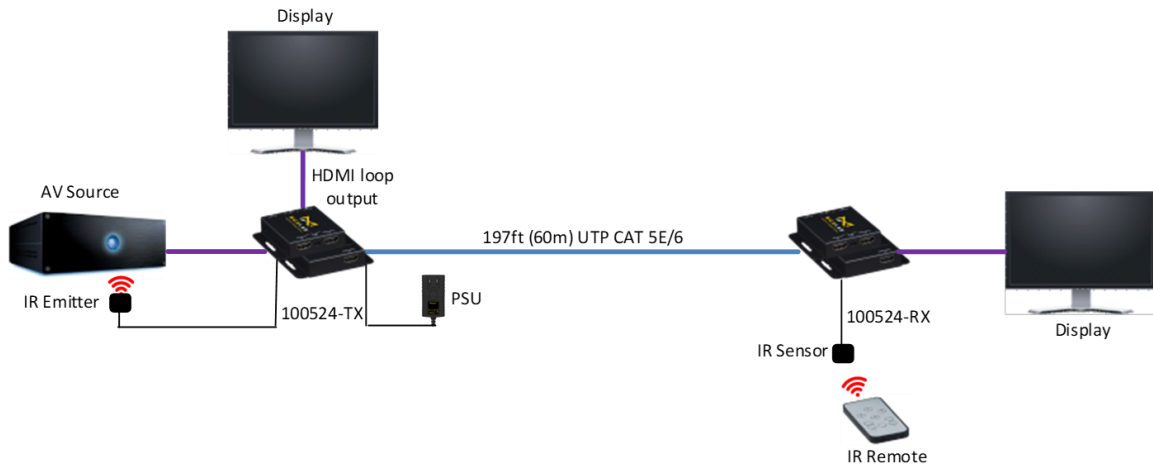 Display
HDMI loop
output
AV Source
197ft (60m) UTP CAT 5E/6
IR Emitter
100524-TX
PSU
100524-RX
IR Sensor
Display
IR Remote